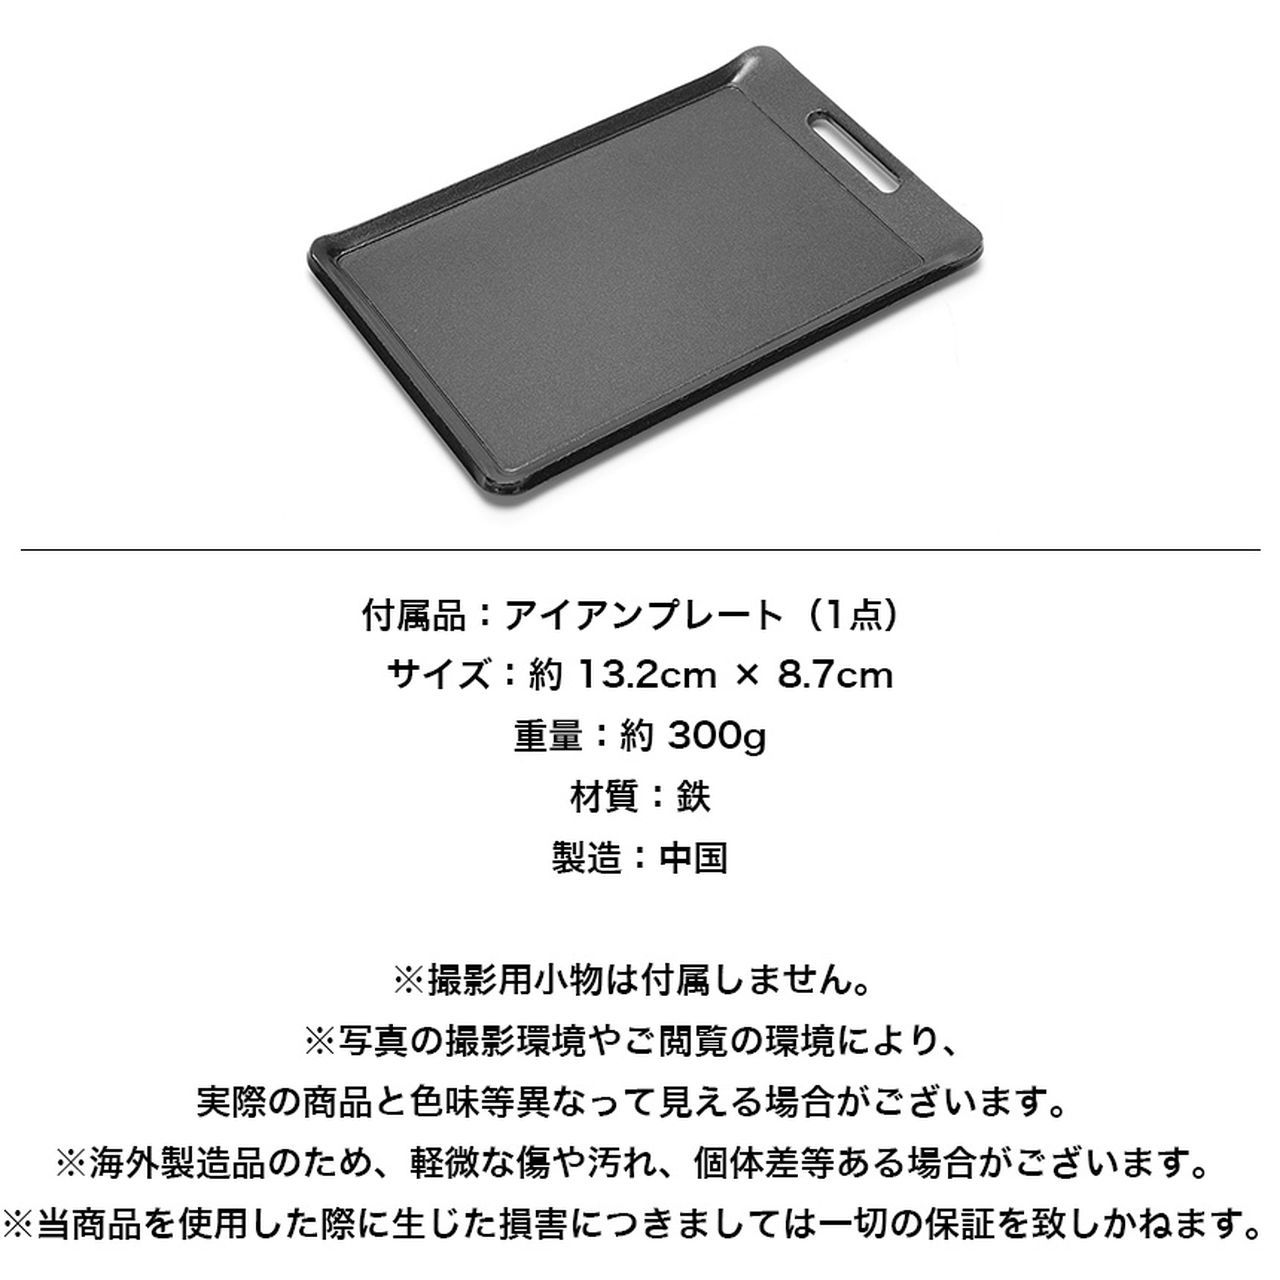 付属品：アイアンプレート（1点）
サイズ：約 13.2cm × 8.7cm
重量：約 300g
材質：鉄
製造：中国
※撮影用小物は付属しません。
※写真の撮影環境やご閲覧の環境により、
実際の商品と色味等異なって見える場合がございます。
※海外製造品のため、軽微な傷や汚れ、個体差等ある場合がございます。
※当商品を使用した際に生じた損害につきましては一切の保証を致しかねます。